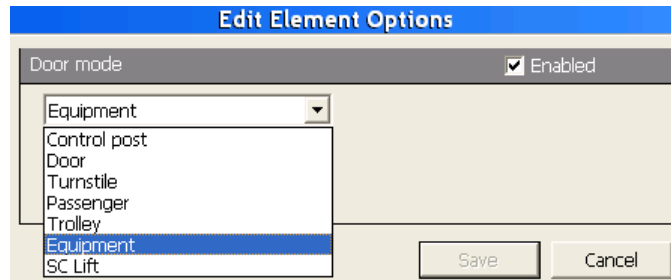 Edit Element Options
Door mode
Enabled
Equipment
Control post
Door
Turnstile
Passenger
Trolley
Equipment
SC Lift
Save
Cancel